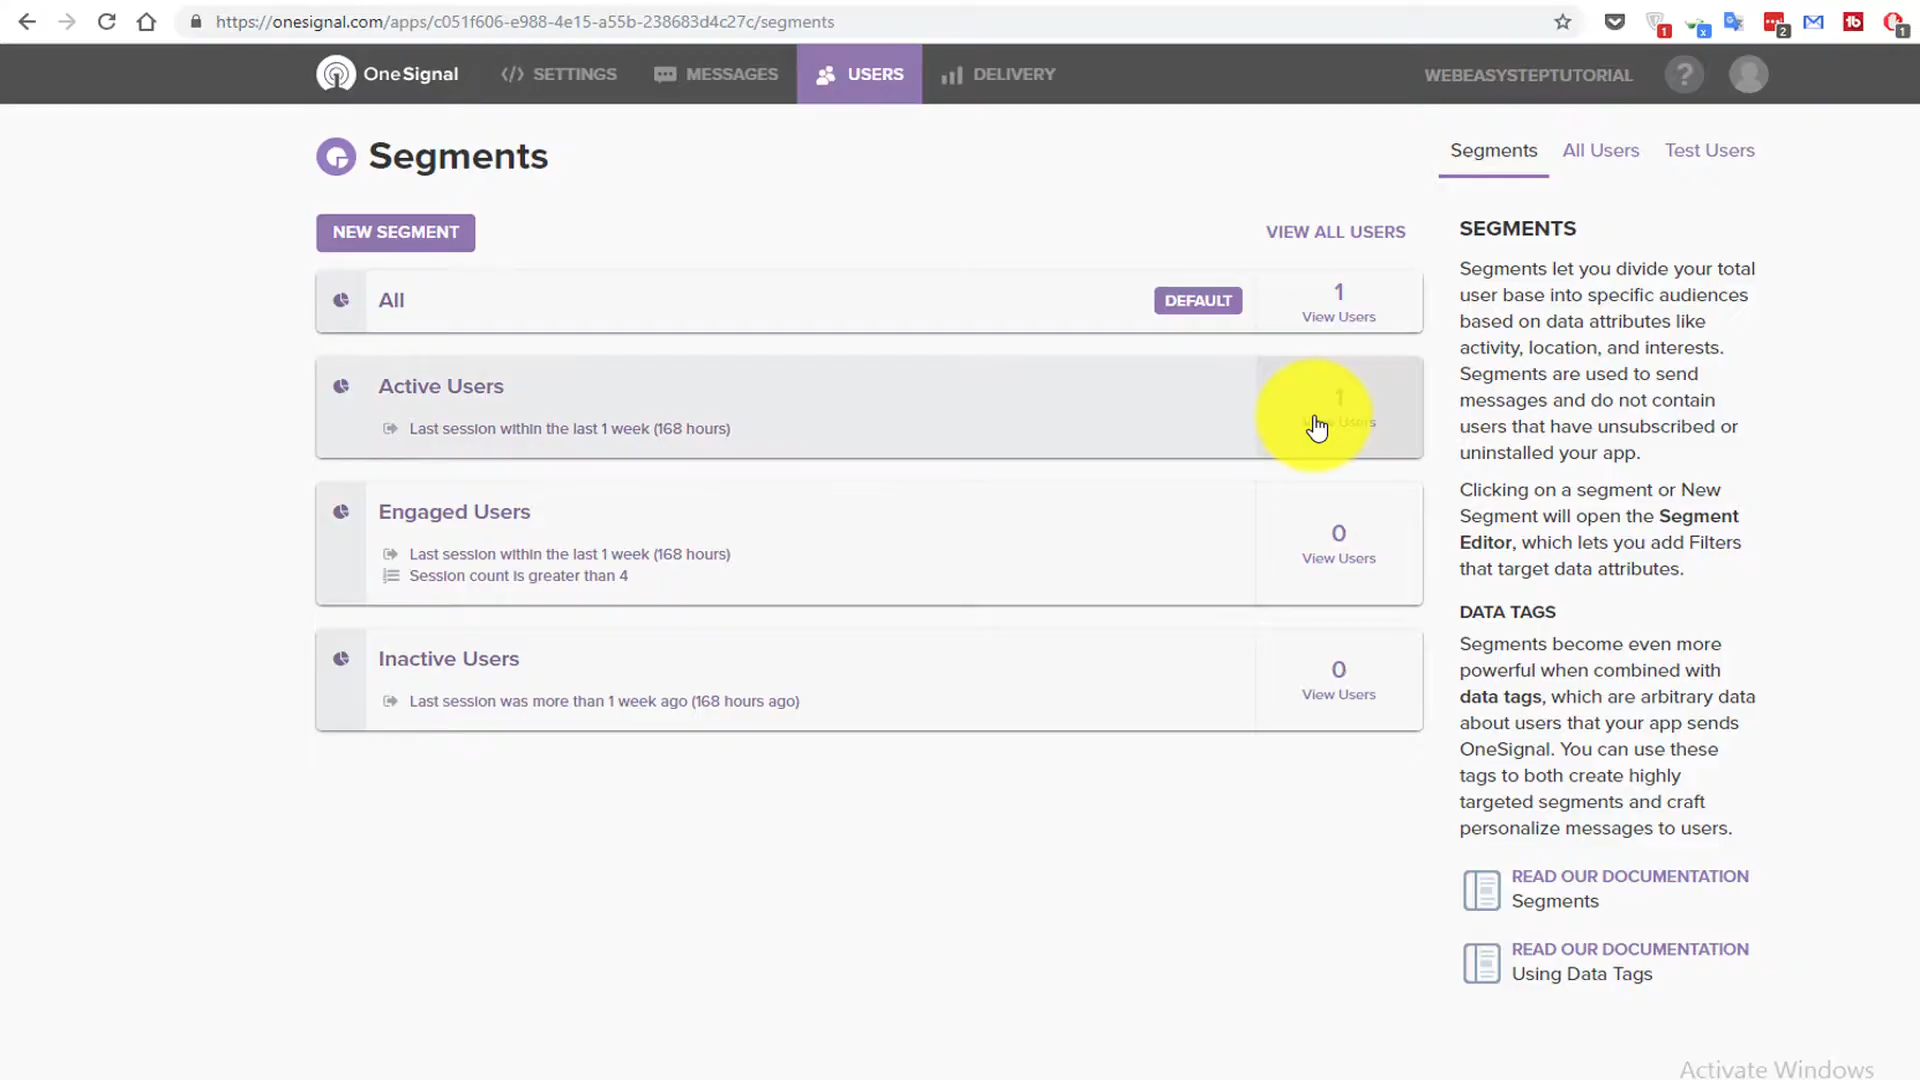 https://onesignal.com/apps/c051f606-e988-4e15-a55b-238683d4c27c/segments
1
x
2
1
OneSignal
SETTINGS
MESSAGES
USERS
DELIVERY
WEBEASYSTEPTUTORIAL
?
Segments
Segments
All Users
Test Users
NEW SEGMENT
VIEW ALL USERS
All
DEFAULT
1
View Users
Active Users
Last session within the last 1 week (168 hours)
1
Users
Engaged Users
Last session within the last 1 week (168 hours)
Session count is greater than 4
0
View Users
Inactive Users
Last session was more than 1 week ago (168 hours ago)
0
View Users
SEGMENTS
Segments let you divide your total
user base into specific audiences
based on data attributes like
activity, location, and interests.
Segments are used to send
messages and do not contain
users that have unsubscribed or
uninstalled your app.
Clicking on a segment or New
Segment will open the Segment
Editor, which lets you add Filters
that target data attributes.
DATA TAGS
Segments become even more
powerful when combined with
data tags, which are arbitrary data
about users that your app sends
OneSignal. You can use these
tags to both create highly
targeted segments and craft
personalize messages to users.
READ OUR DOCUMENTATION
Segments
READ OUR DOCUMENTATION
Using Data Tags
Activate Windows